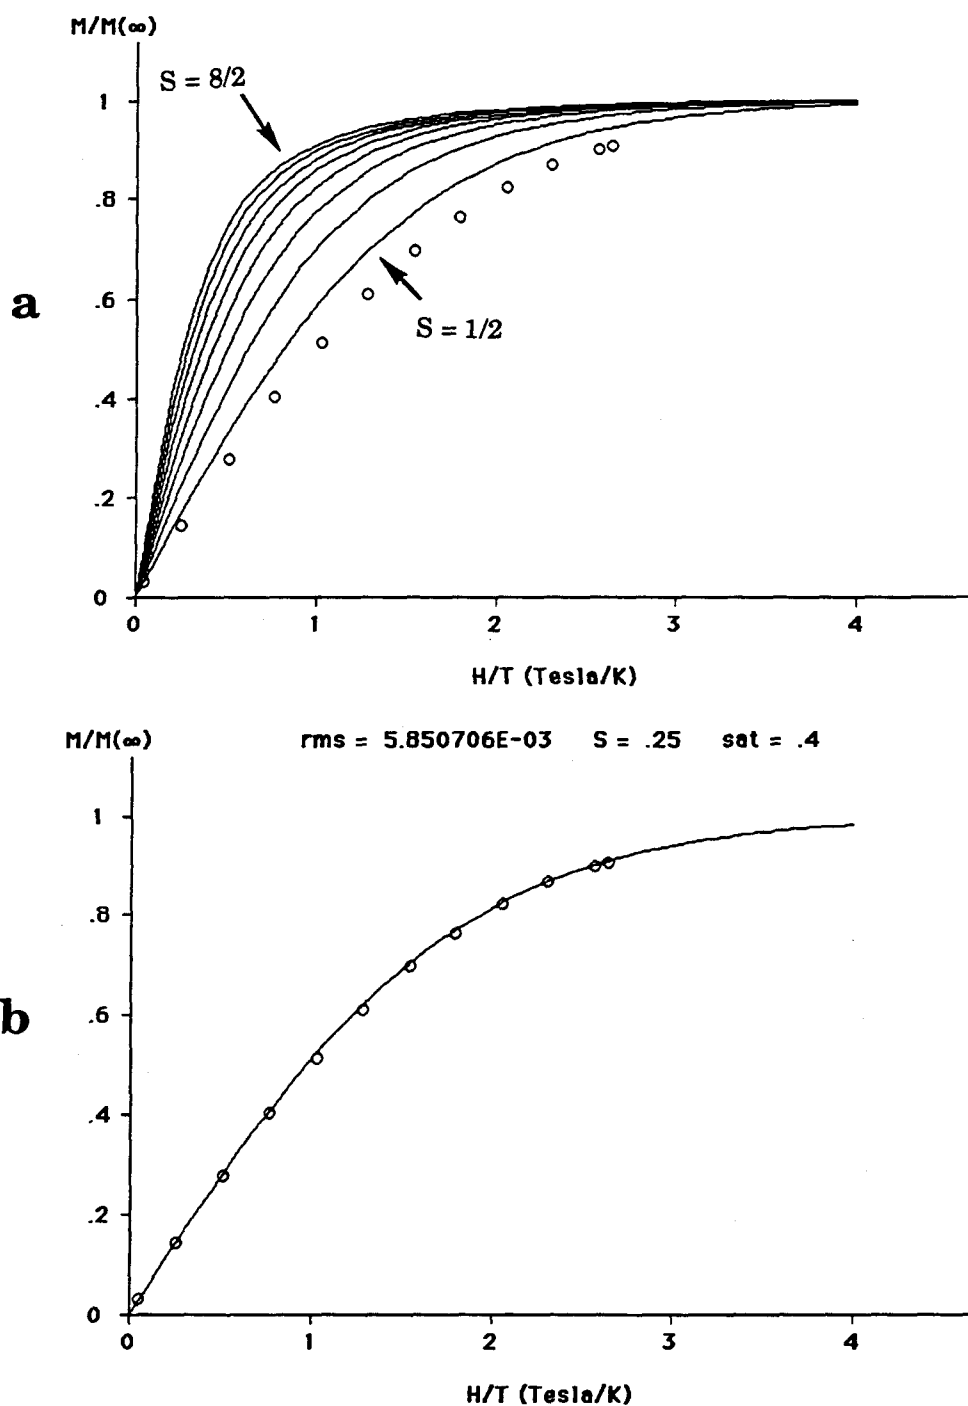 M/M(∞)
S = 8/2
1
.8
a
.6
S = 1/2
.4
.2
0
0 1 2 3 4
H/T (Tesla/K)
M/M(∞) rms = 5.850706E-03 S = .25 sat = .4
1
.8
b
.6
.4
.2
0
0 1 2 3 4
H/T (Tesla/K)